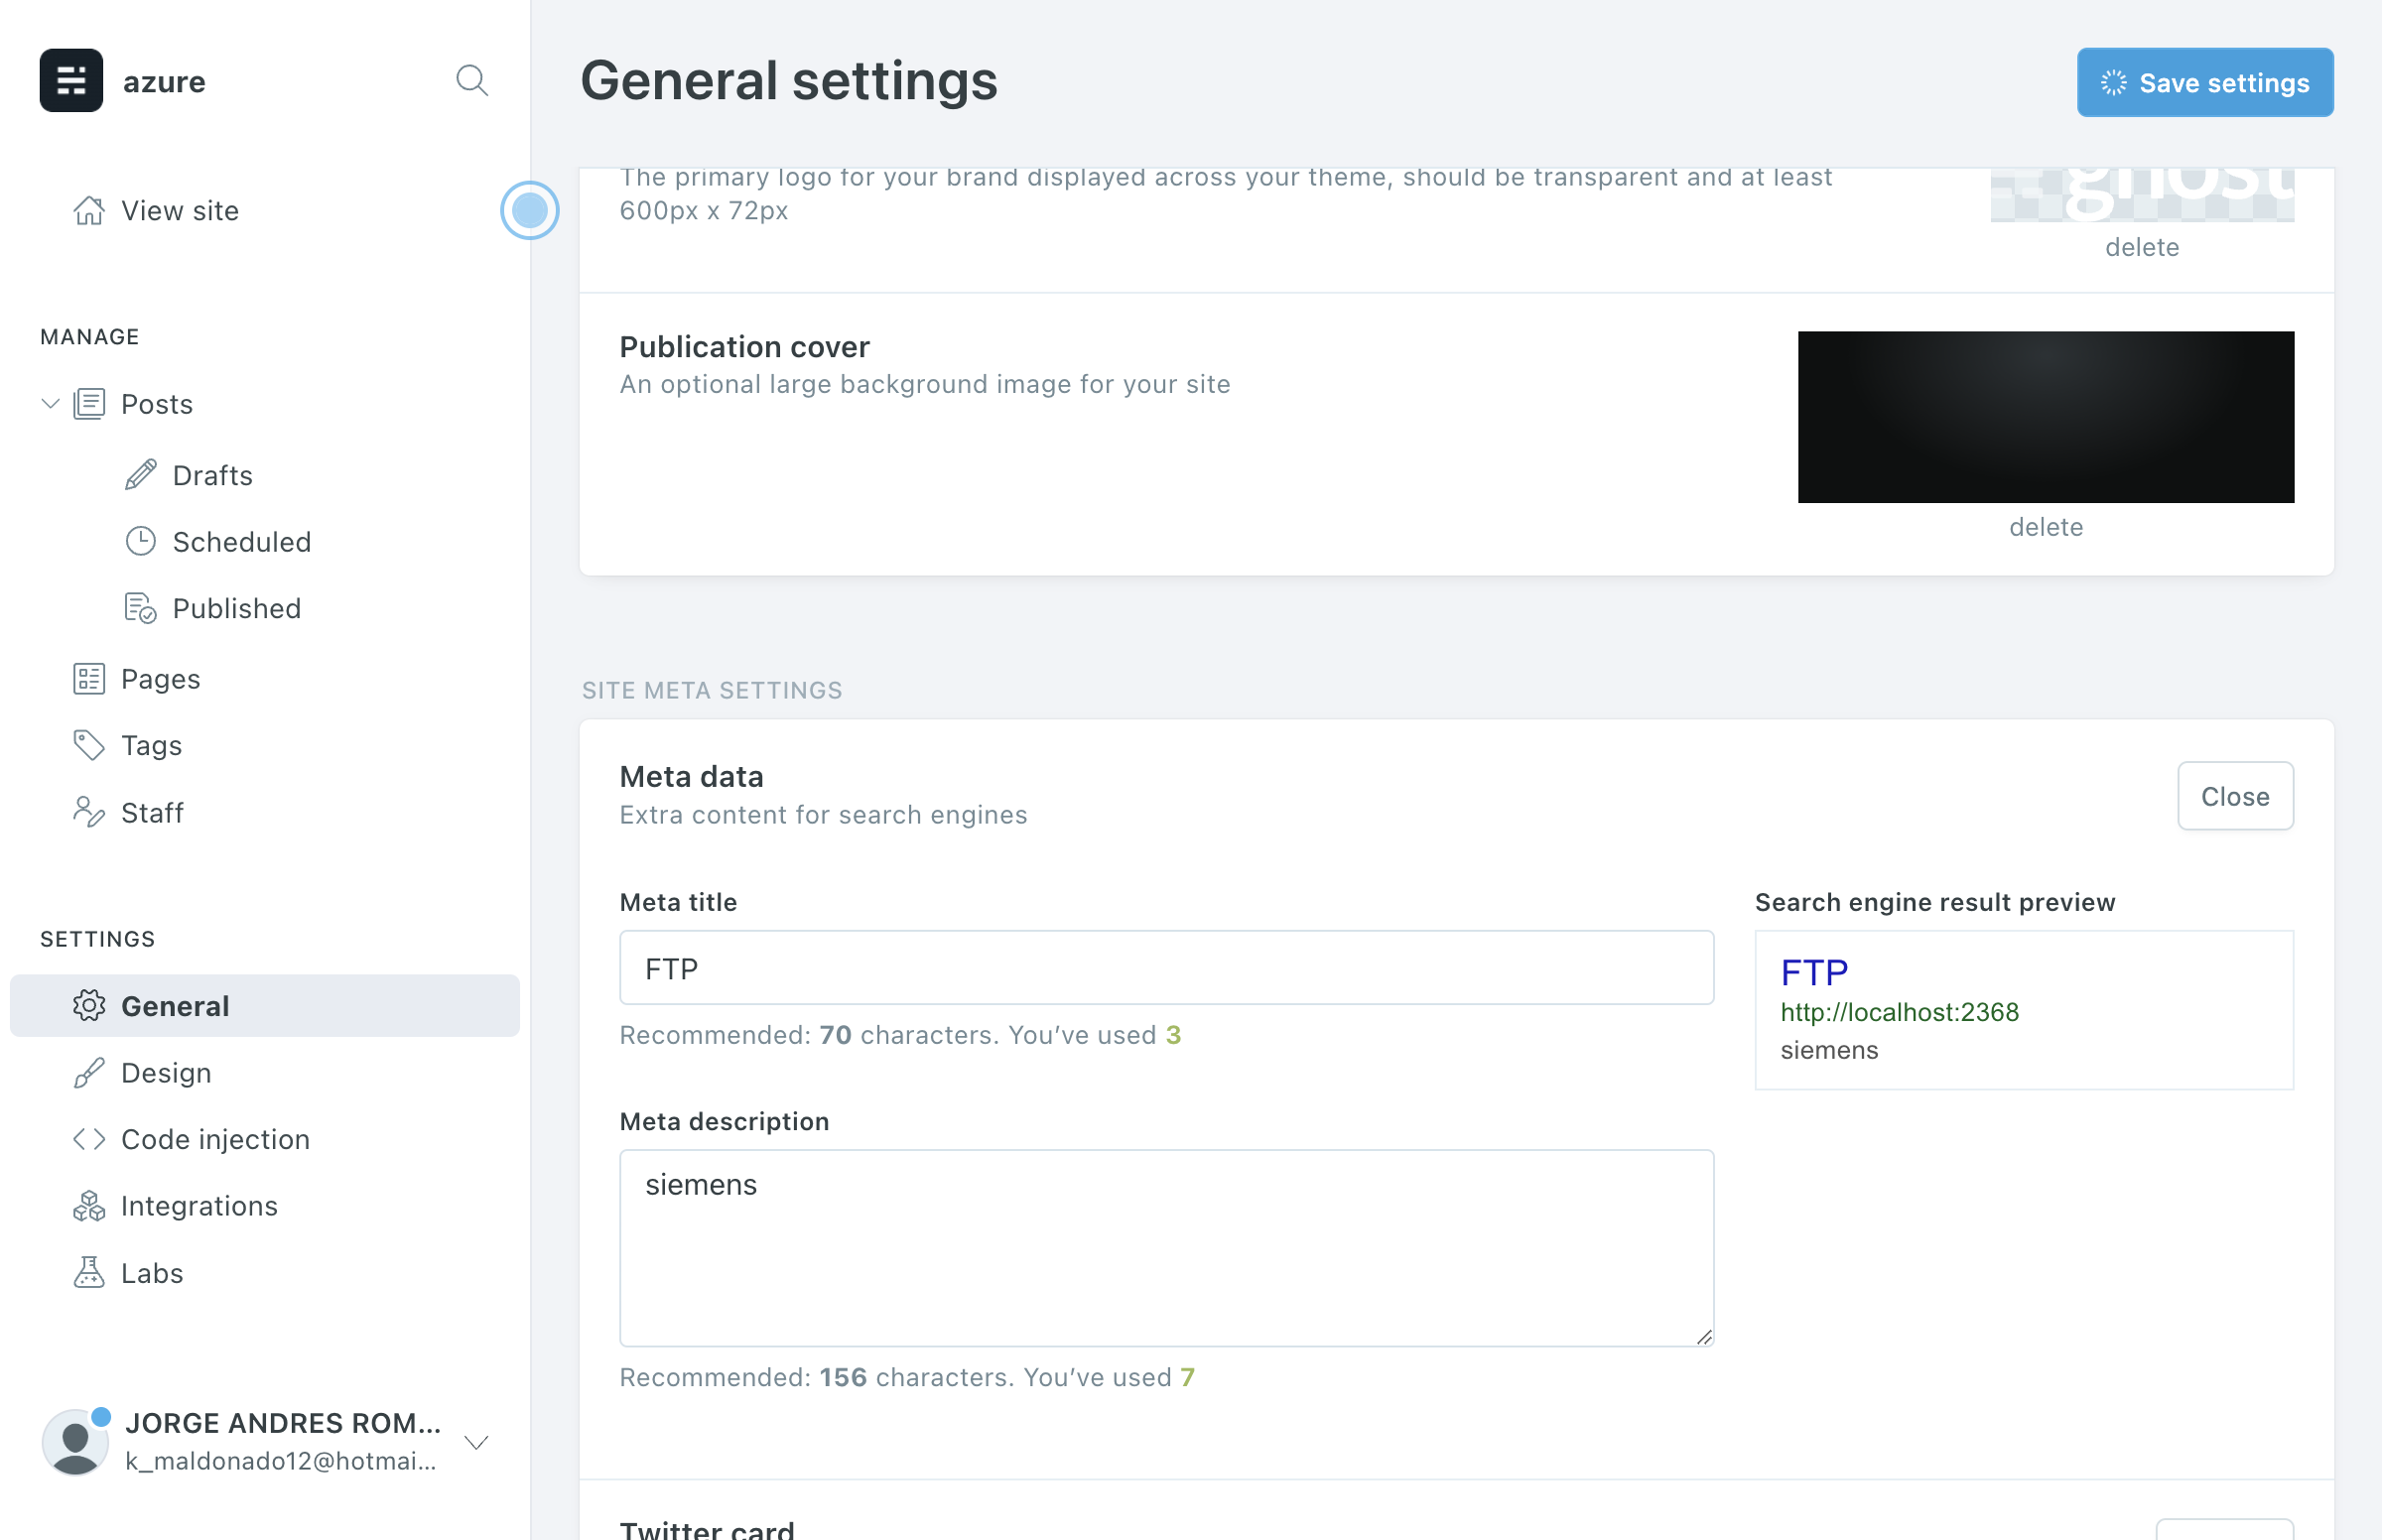 azure
View site
MANAGE
Posts
Drafts
Scheduled
Published
Pages
Tags
Staff
SETTINGS
General
Design
Code injection
Integrations
Labs
JORGE ANDRES ROM...
k_maldonado12@hotmai...
General settings
Save settings
The primary logo for your brand displayed across your theme, should be transparent and at least
600px x 72px
ghost
delete
Publication cover
An optional large background image for your site
delete
SITE META SETTINGS
Meta data
Extra content for search engines
Close
Meta title
FTP
Recommended: 70 characters. You’ve used 3
Meta description
siemens
Recommended: 156 characters. You’ve used 7
Search engine result preview
FTP
http://localhost:2368
siemens
Twitter card